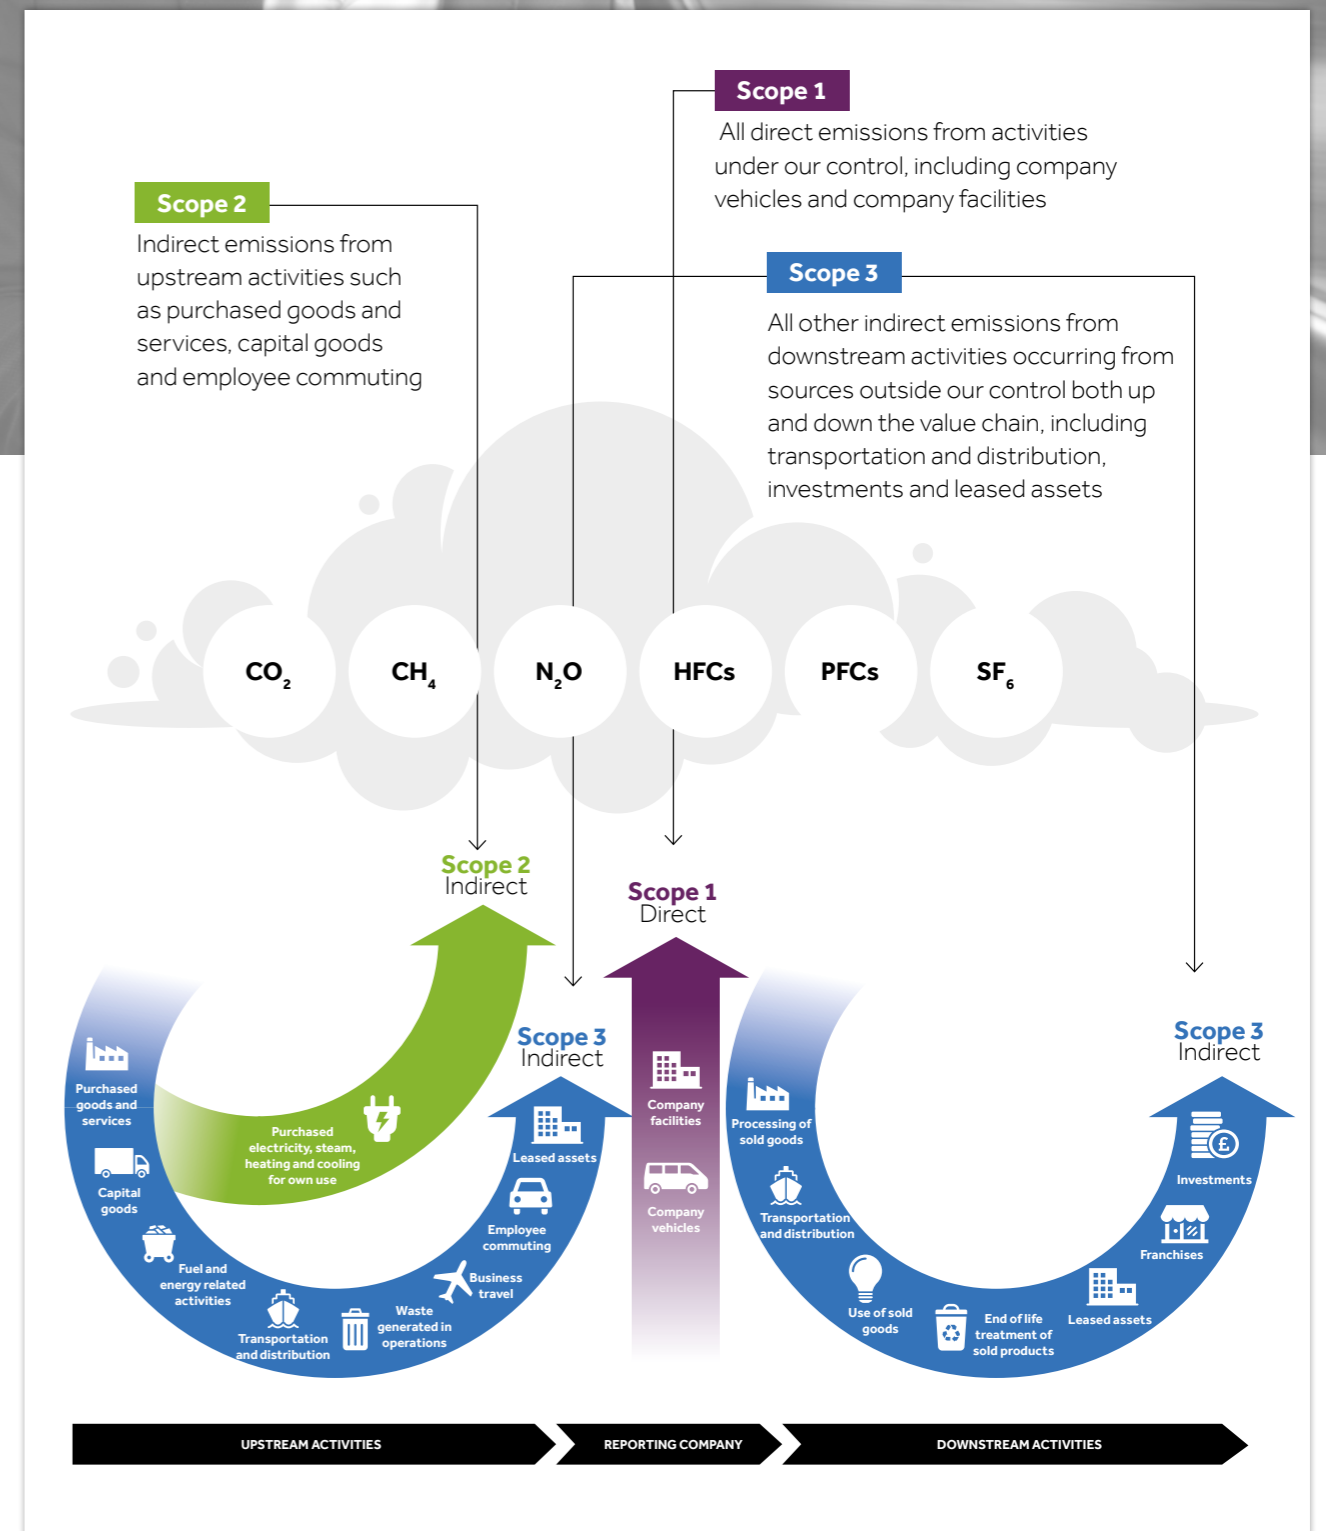 Scope 1
All direct emissions from activities
under our control, including company
vehicles and company facilities
Scope 2
Indirect emissions from
upstream activities such
as purchased goods and
services, capital goods
and employee commuting
Scope 3
All other indirect emissions from
downstream activities occurring from
sources outside our control both up
and down the value chain, including
transportation and distribution,
investments and leased assets
CO₂
CH₄
N₂O
HFCs
PFCs
SF₆
Scope 2
Indirect
Scope 1
Direct
Scope 3
Indirect
Scope 3
Indirect
Purchased
goods and
services
Capital
goods
Fuel and
energy related
activities
Transportation
and distribution
Waste
generated in
operations
Business
travel
Employee
commuting
Leased assets
Purchased
electricity, steam,
heating and cooling
for own use
Company
facilities
Company
vehicles
Processing of
sold goods
Transportation
and distribution
Use of sold
goods
End of life
treatment of
sold products
Leased assets
Franchises
£
Investments
UPSTREAM ACTIVITIES
REPORTING COMPANY
DOWNSTREAM ACTIVITIES